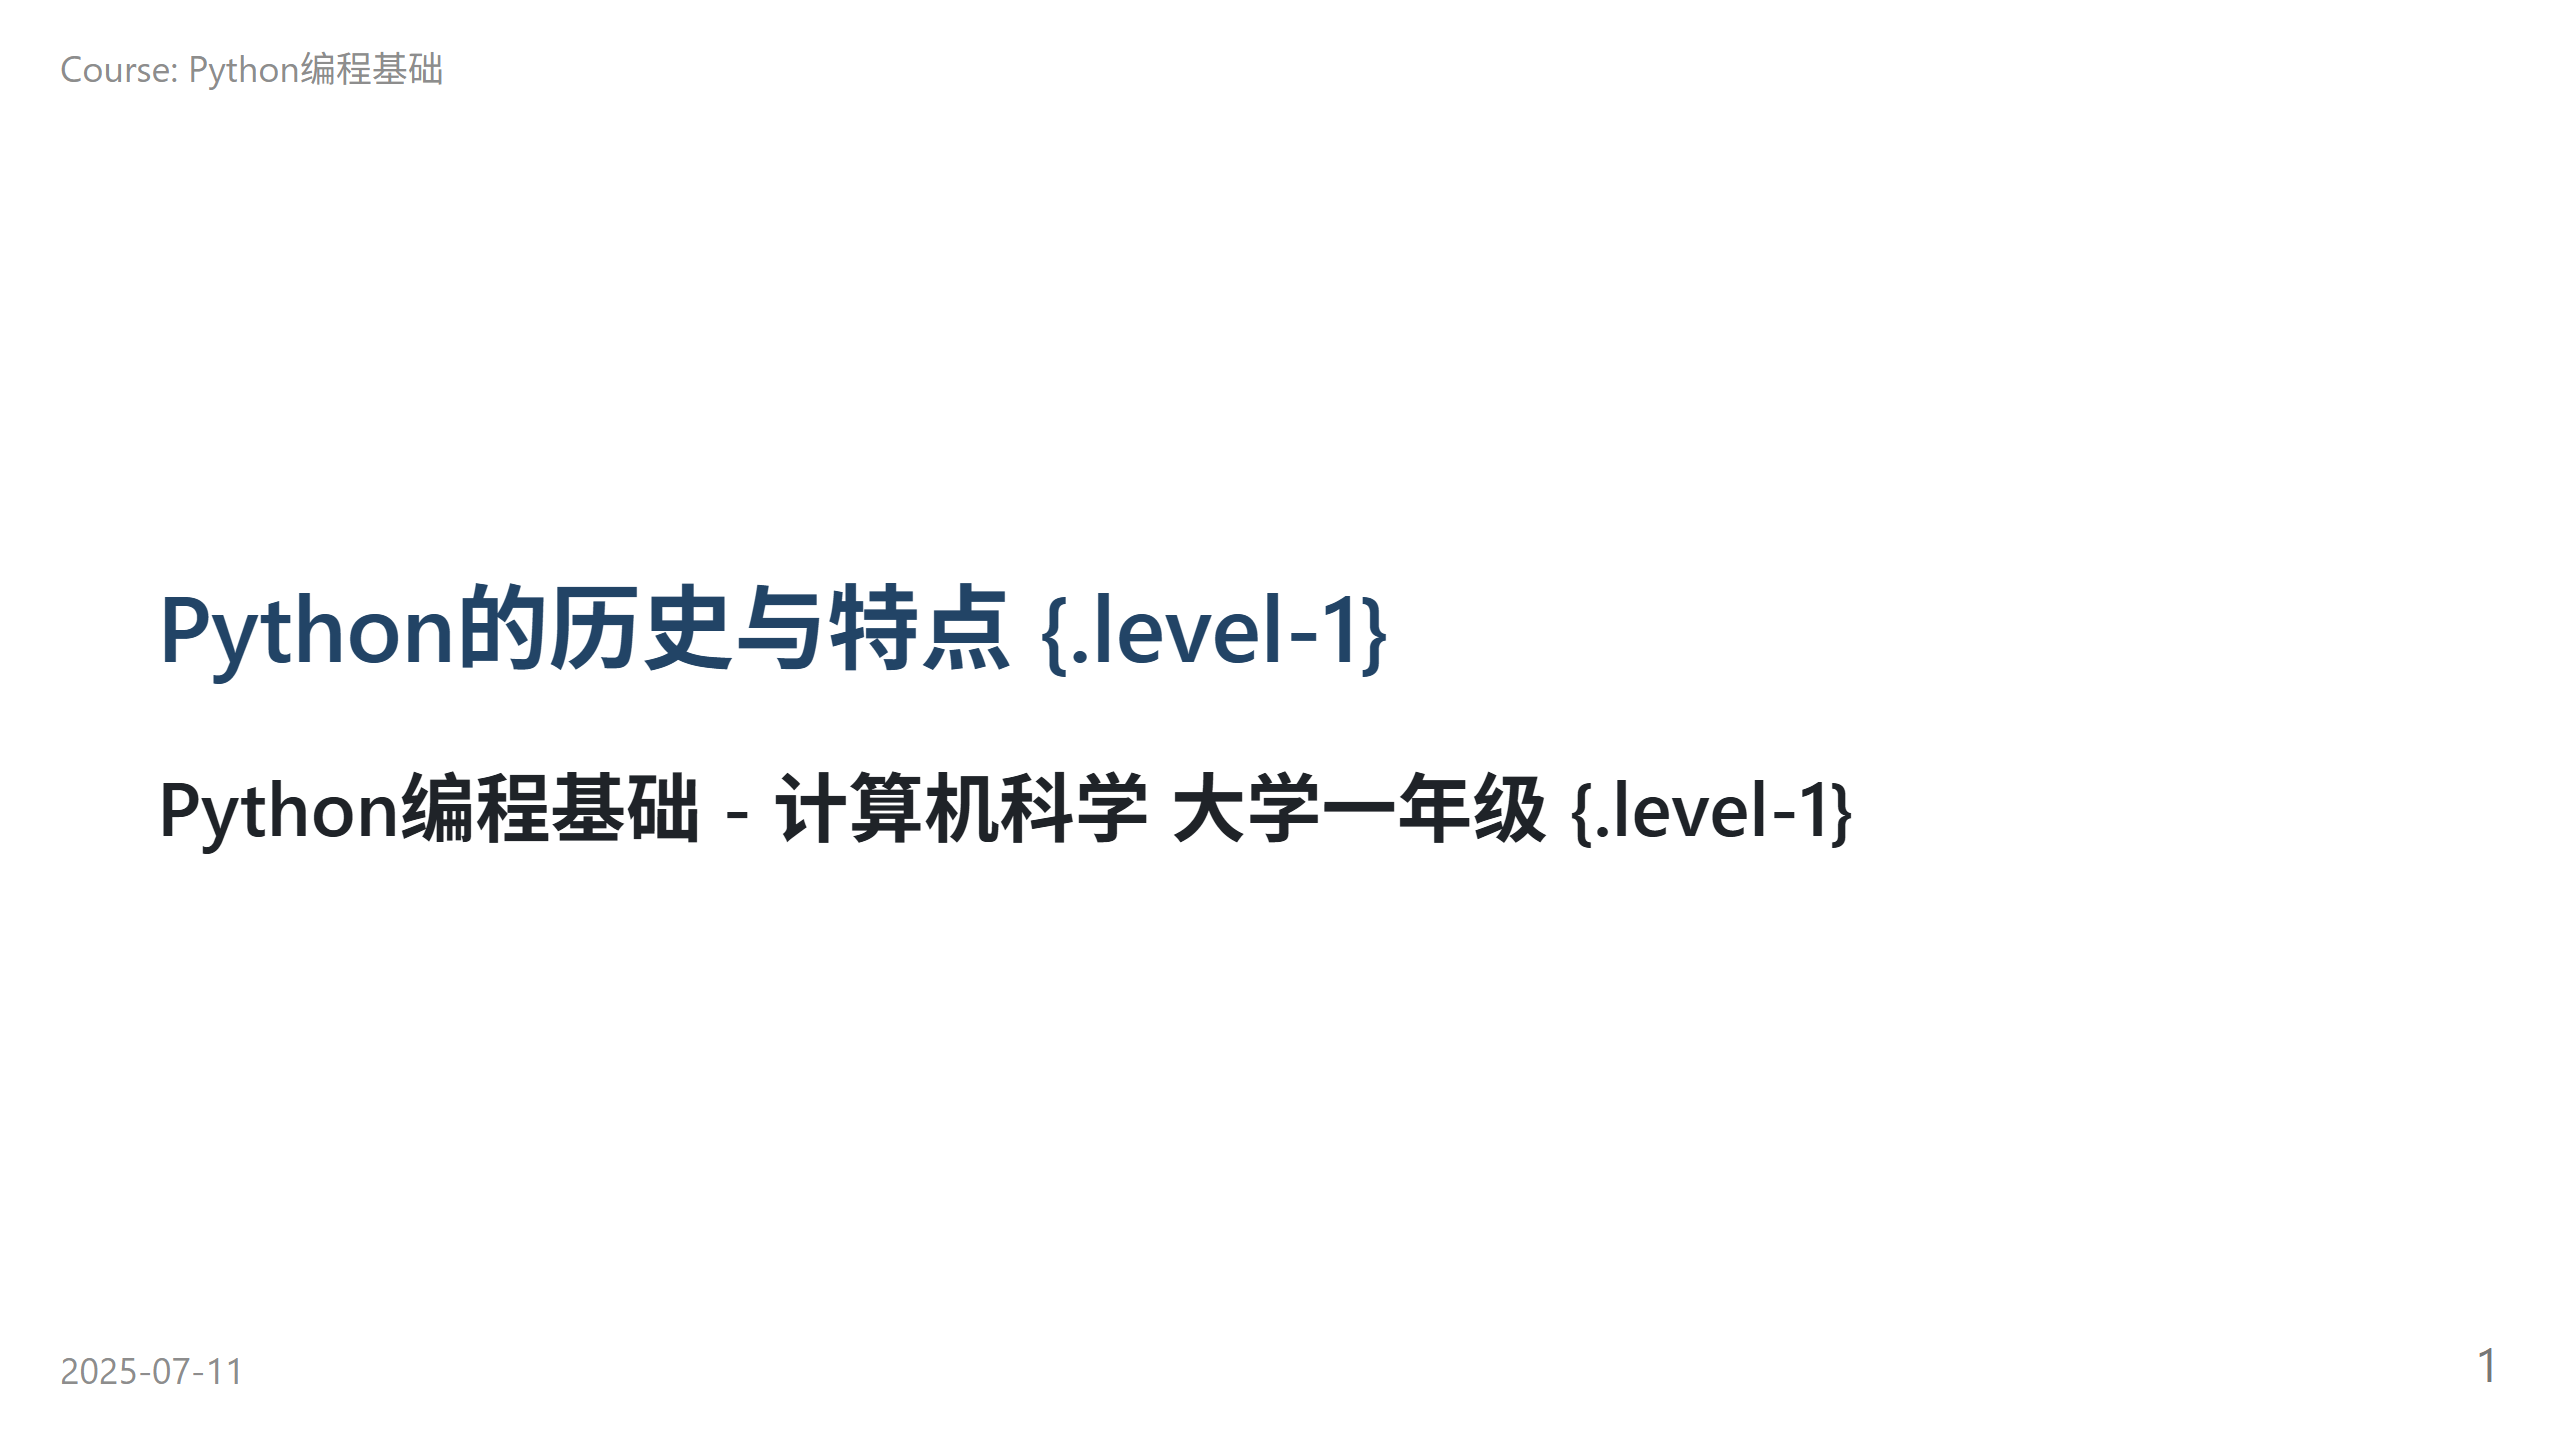 Course: Python编程基础
Python的历史与特点 {.level-1}
Python编程基础 - 计算机科学 大学一年级 {.level-1}
2025-07-11
1